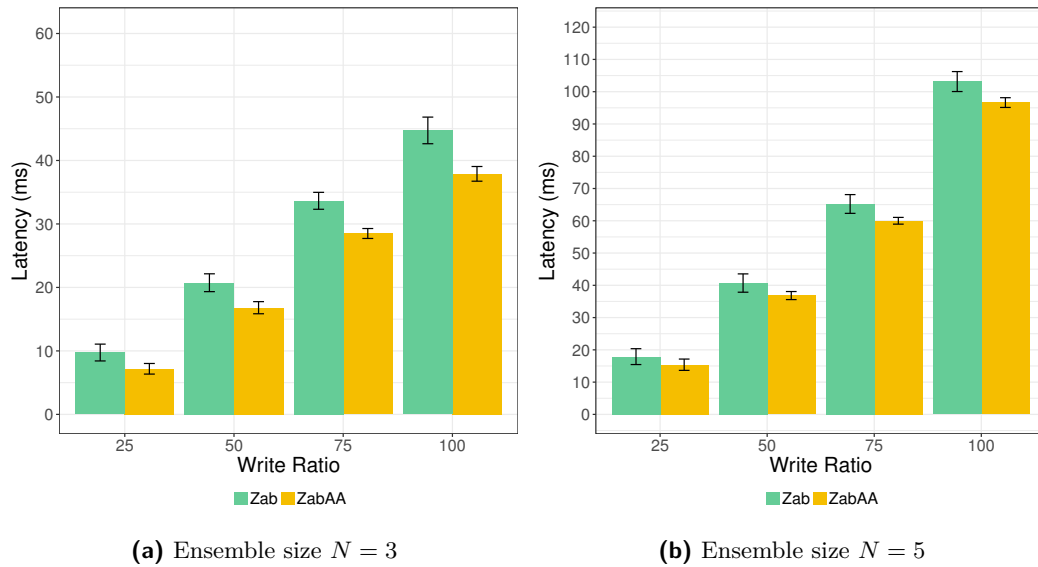 60
50
40
30
20
10
0
Latency (ms)
25 50 75 100
Write Ratio
Zab ZabAA
(a) Ensemble size N = 3
120
110
100
90
80
70
60
50
40
30
20
10
0
Latency (ms)
25 50 75 100
Write Ratio
Zab ZabAA
(b) Ensemble size N = 5